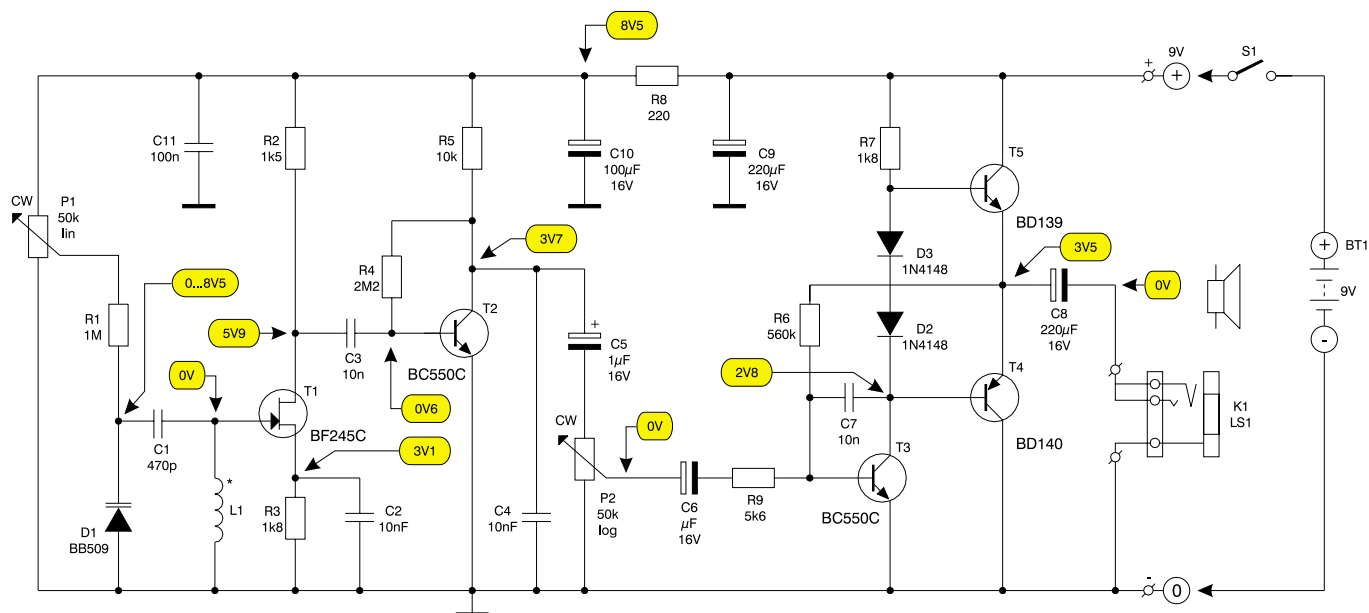 8V5
9V
S1
+
+
R8
220
C11
100n
R2
1k5
R5
10k
C10
100µF
16V
C9
220µF
16V
R7
1k8
T5
BD139
CW
P1
50k
lin
3V7
D3
1N4148
3V5
+
BT1
0...8V5
R4
2M2
0V
9V
R1
1M
5V9
T2
R6
560k
D2
1N4148
C8
220µF
16V
-
C3
10n
+
C5
1µF
16V
BC550C
0V
T1
2V8
T4
0V6
C7
10n
BD140
K1
LS1
C1
470p
BF245C
3V1
CW
0V
T3
*
L1
R3
1k8
C2
10nF
C4
10nF
P2
50k
log
C6
µF
16V
R9
5k6
BC550C
D1
BB509
-
0